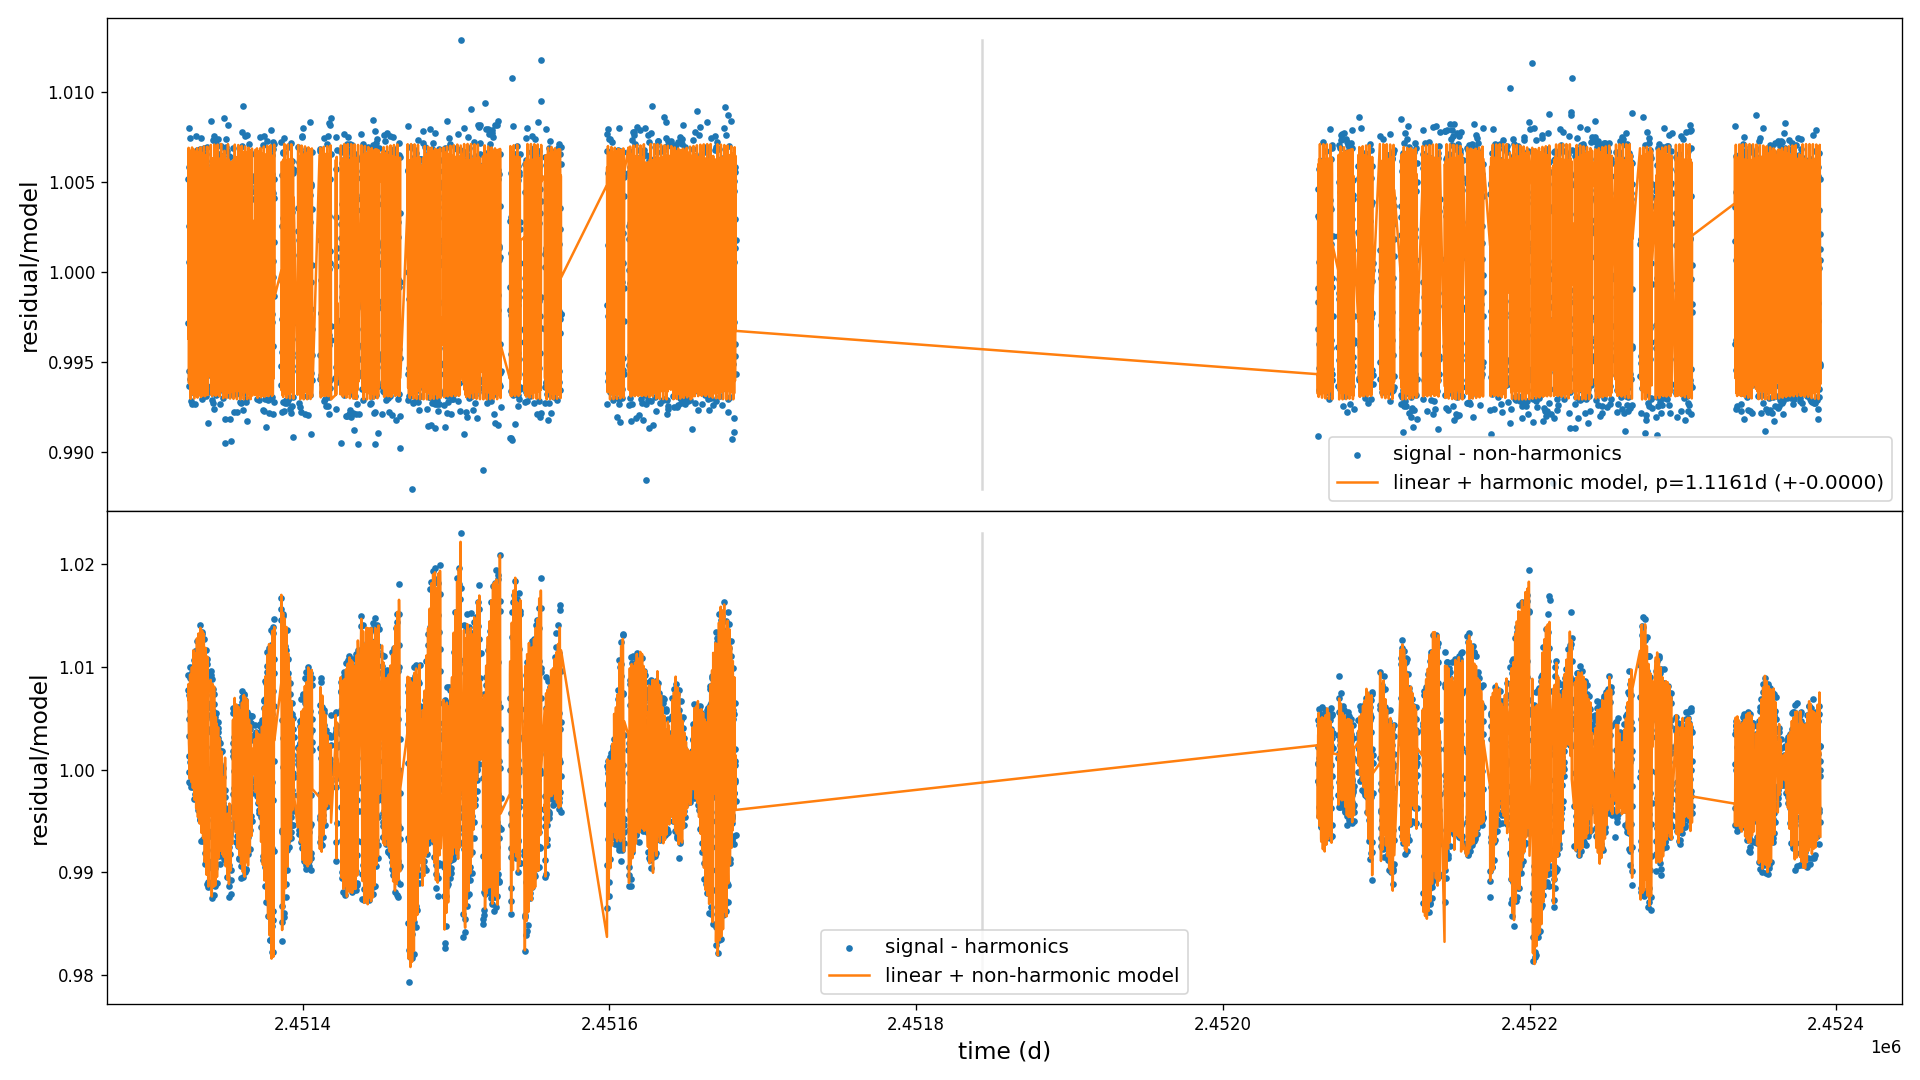 residual/model
1.010
1.005
1.000
0.995
0.990
signal - non-harmonics
linear + harmonic model, p=1.1161d (+-0.0000)
residual/model
1.02
1.01
1.00
0.99
0.98
signal - harmonics
linear + non-harmonic model
2.4514 2.4516 2.4518 2.4520 2.4522 2.4524
time (d)
1e6